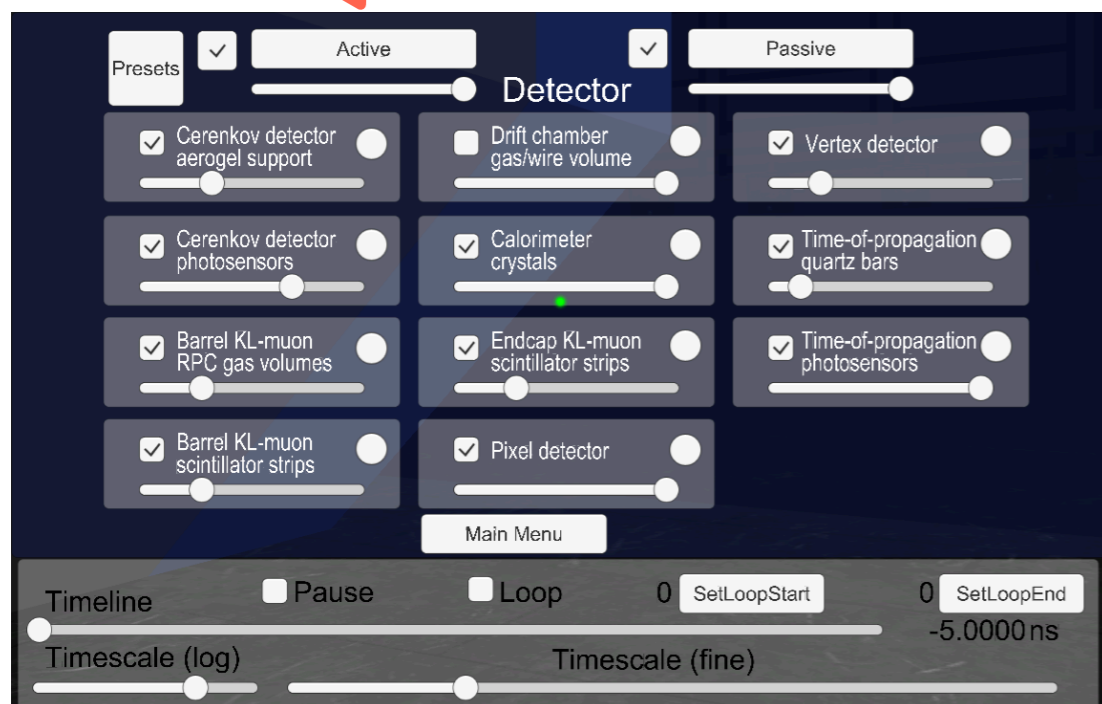 Presets
Active
Passive
Detector
Cerenkov detector
aerogel support
Drift chamber
gas/wire volume
Vertex detector
Cerenkov detector
photosensors
Calorimeter
crystals
Time-of-propagation
quartz bars
Barrel KL-muon
RPC gas volumes
Endcap KL-muon
scintillator strips
Time-of-propagation
photosensors
Barrel KL-muon
scintillator strips
Pixel detector
Main Menu
Timeline
Pause
Loop
0 SetLoopStart
0 SetLoopEnd
-5.0000 ns
Timescale (log)
Timescale (fine)